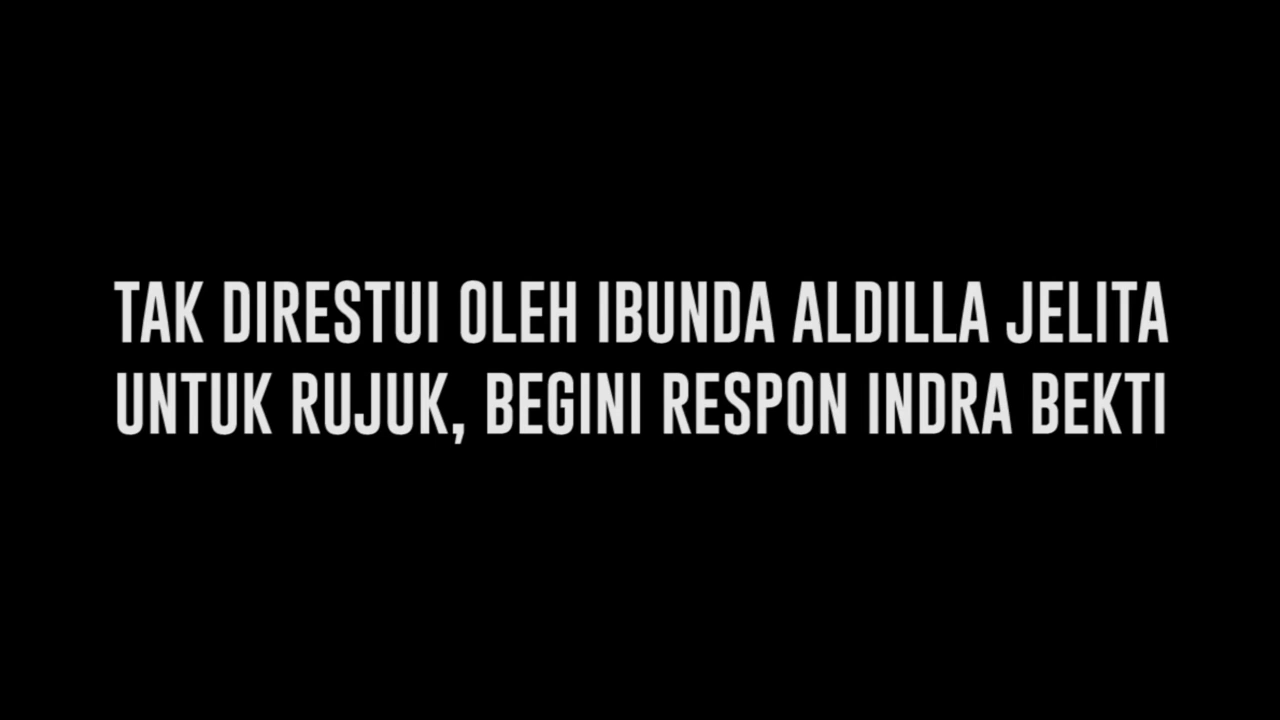 TAK DIRESTUI OLEH IBUNDA ALDILLA JELITA
UNTUK RUJUK, BEGINI RESPON INDRA BEKTI